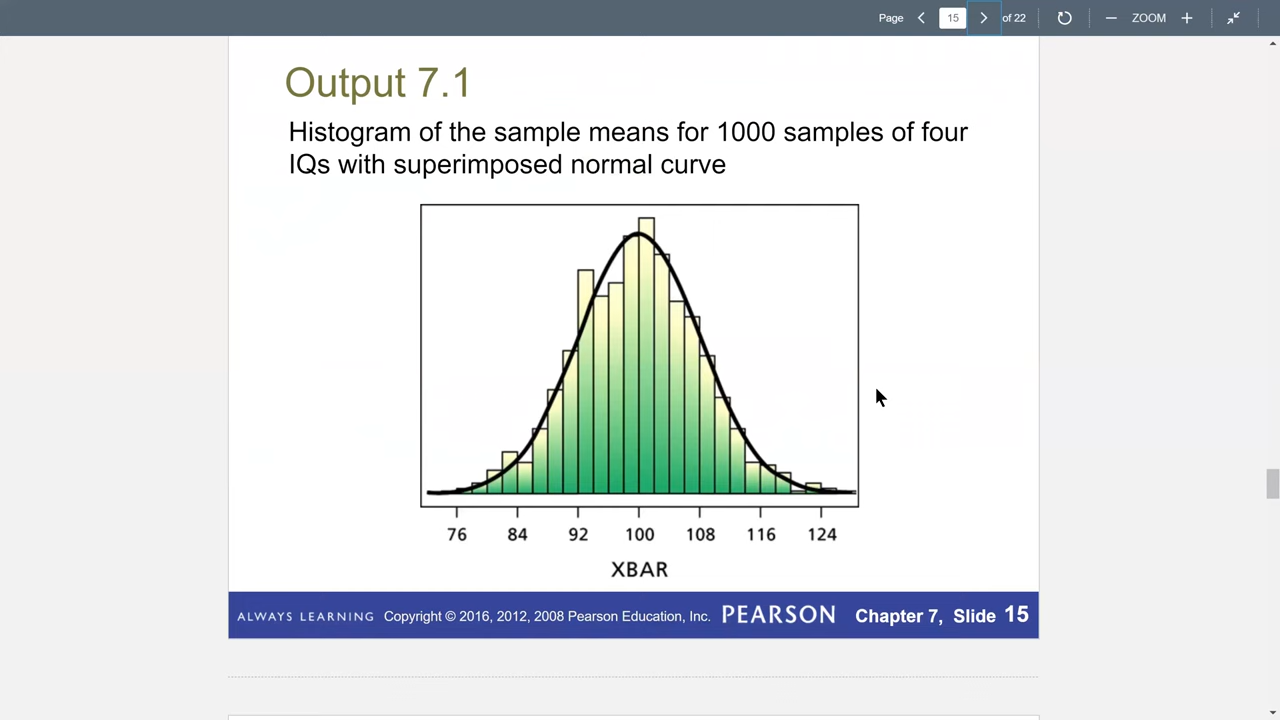 Page 15 of 22 ZOOM
Output 7.1
Histogram of the sample means for 1000 samples of four
IQs with superimposed normal curve
76 84 92 100 108 116 124
XBAR
ALWAYS LEARNING Copyright © 2016, 2012, 2008 Pearson Education, Inc. PEARSON Chapter 7, Slide 15